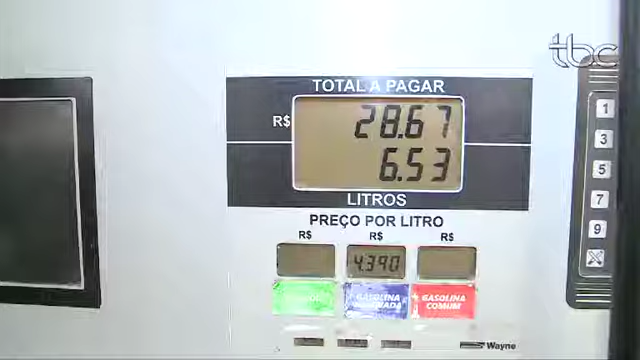 tbc
TOTAL A PAGAR
R$ 28.67
6.53
LITROS
PREÇO POR LITRO
R$ R$ R$
4.390
GASOLINA GASOLINA
COMUM
Wayne
1
3
5
7
9